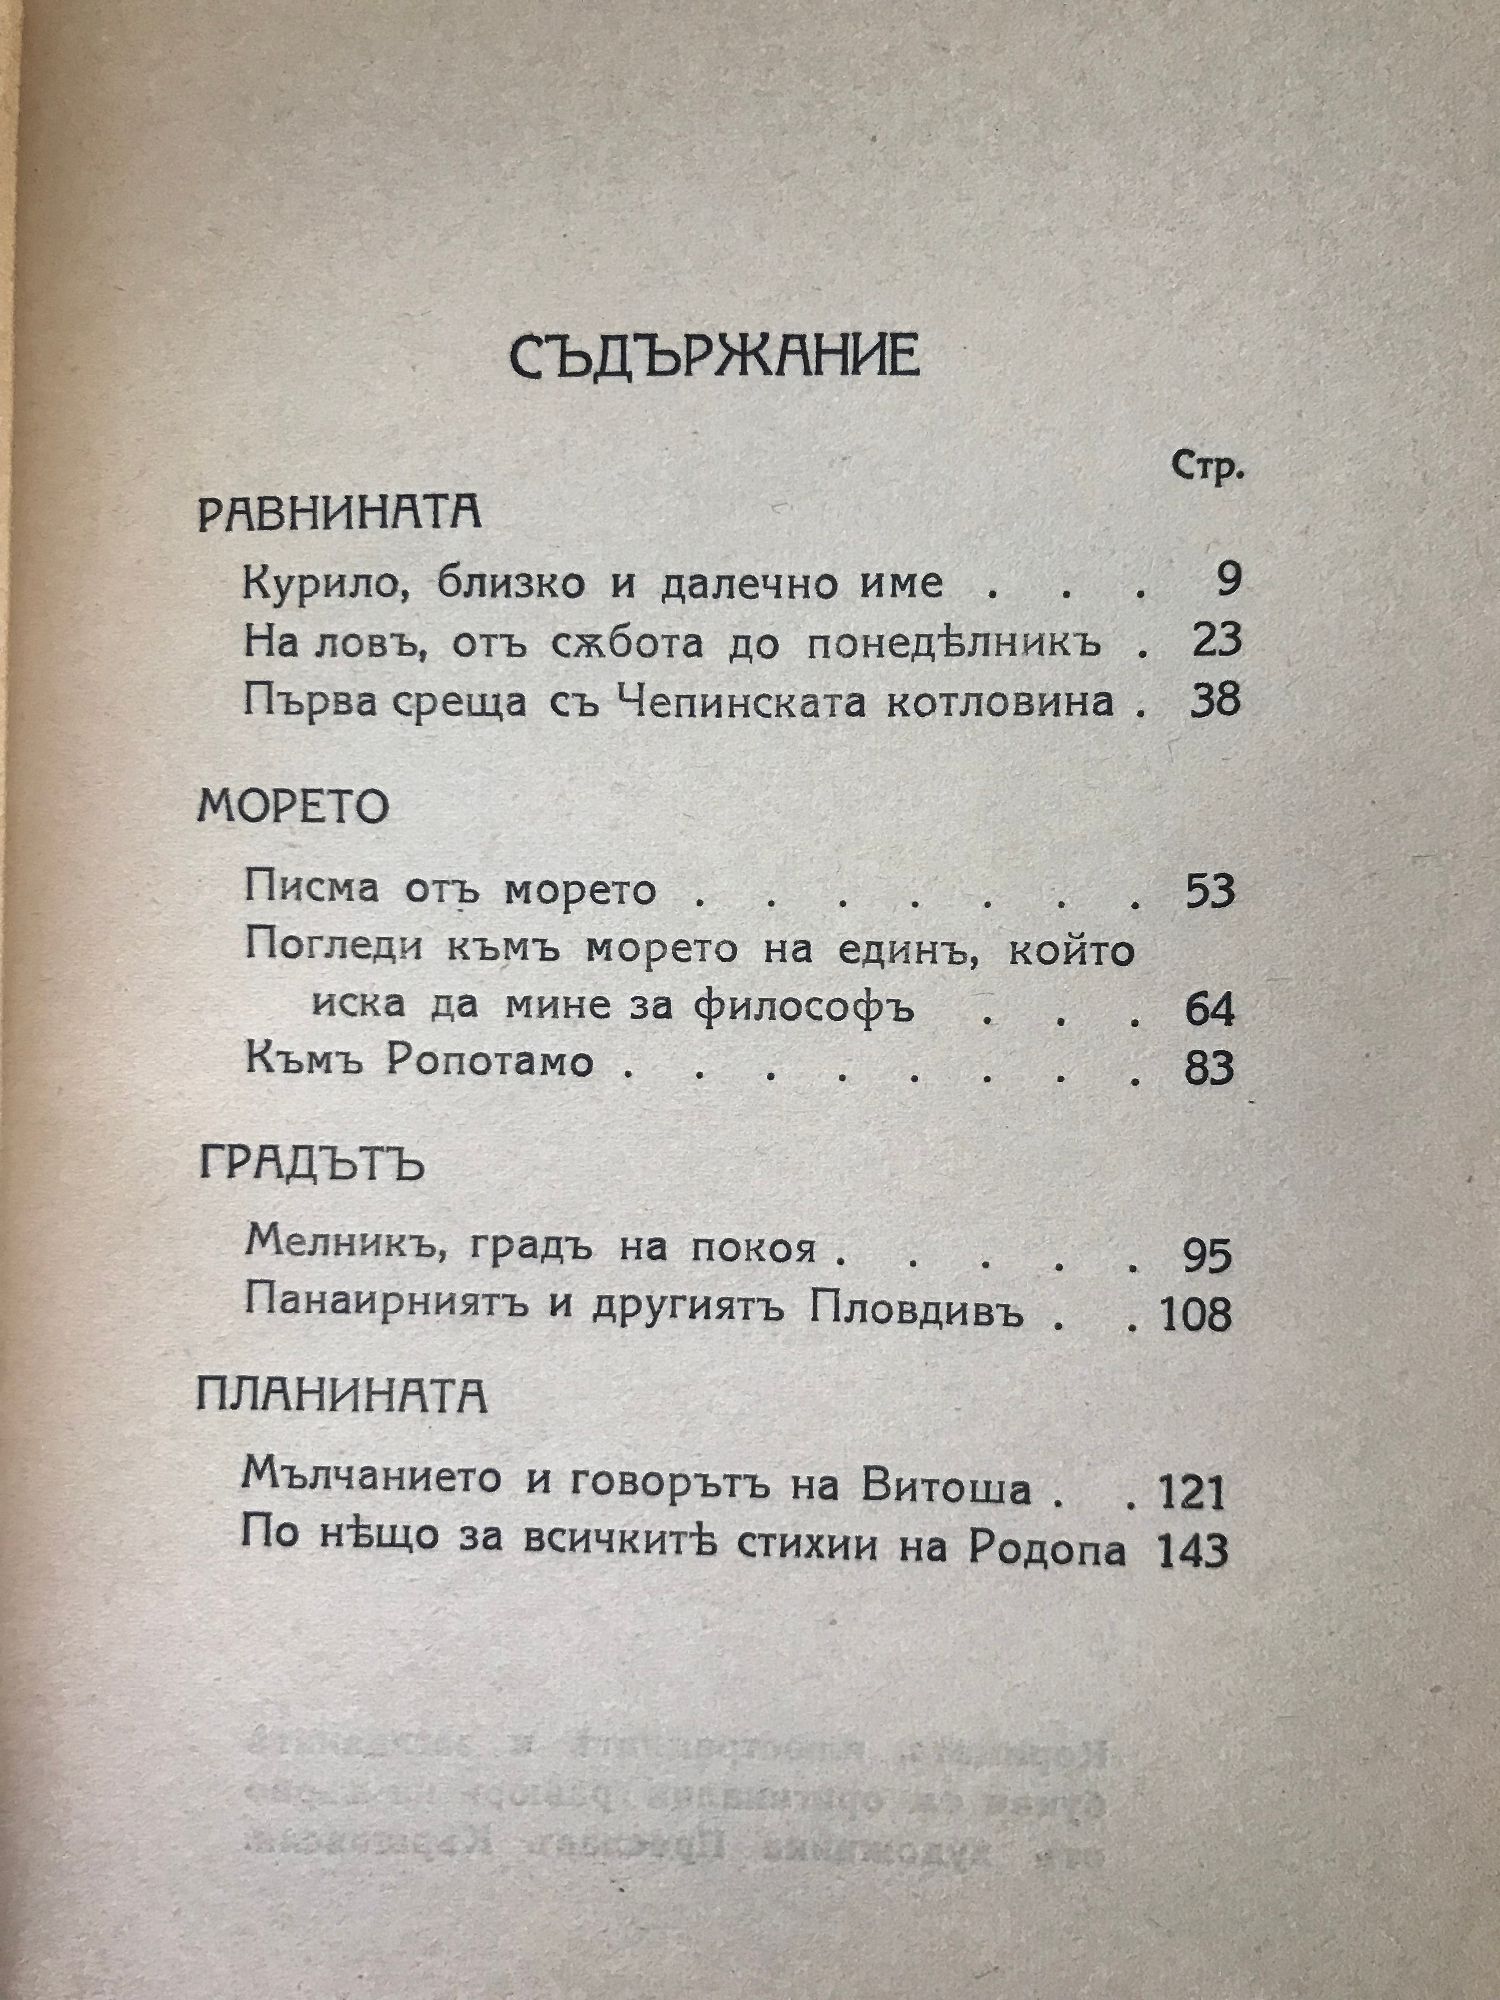 СЪДЪРЖАНИЕ
Стр.
РАВНИНАТА
Курило, близко и далечно име . . . 9
На ловъ, отъ сѫбота до понедѣлникъ . 23
Първа среща съ Чепинската котловина . 38
МОРЕТО
Писма отъ морето . . . . . . . 53
Погледи къмъ морето на единъ, който
иска да мине за философъ . . . 64
Къмъ Ропотамо . . . . . . . . 83
ГРАДЪТЪ
Мелникъ, градъ на покоя . . . . . 95
Панаирниятъ и другиятъ Пловдивъ . . 108
ПЛАНИНАТА
Мълчанието и говорътъ на Витоша . . 121
По нѣщо за всичкитѣ стихии на Родопа 143